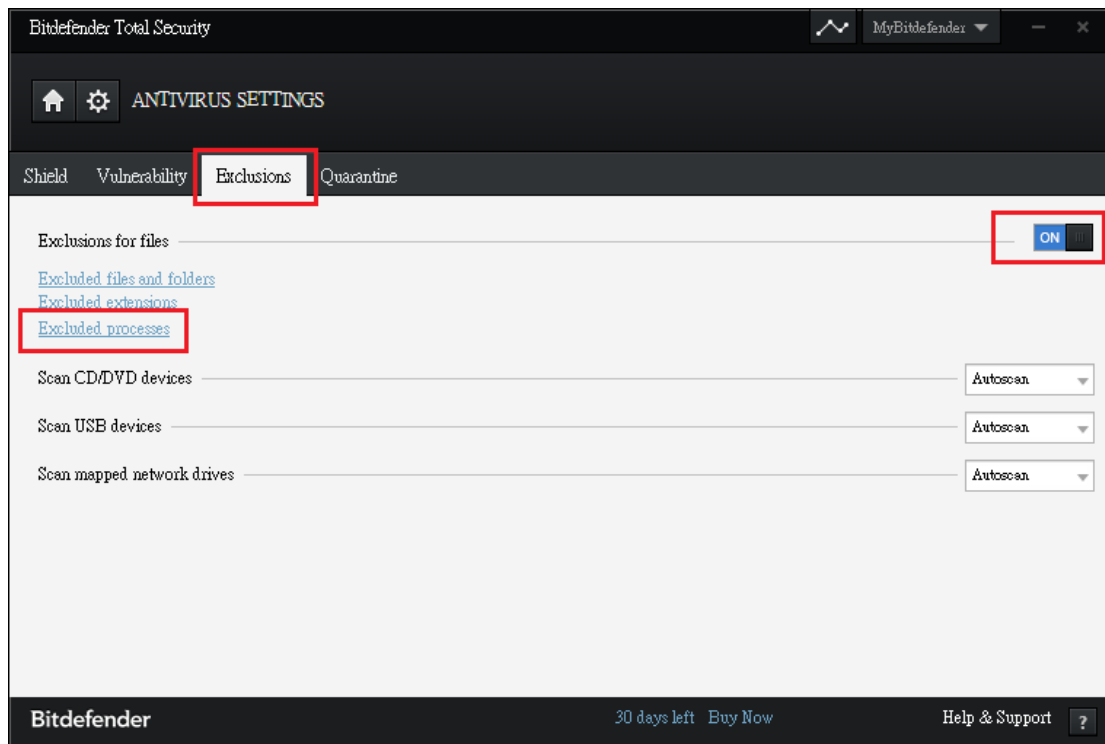 Bitdefender Total Security MyBitdefender
ANTIVIRUS SETTINGS
Shield Vulnerability Exclusions Quarantine
Exclusions for files ON
Excluded files and folders
Excluded extensions
Excluded processes
Scan CD/DVD devices Autoscan
Scan USB devices Autoscan
Scan mapped network drives Autoscan
Bitdefender 30 days left Buy Now Help & Support ?